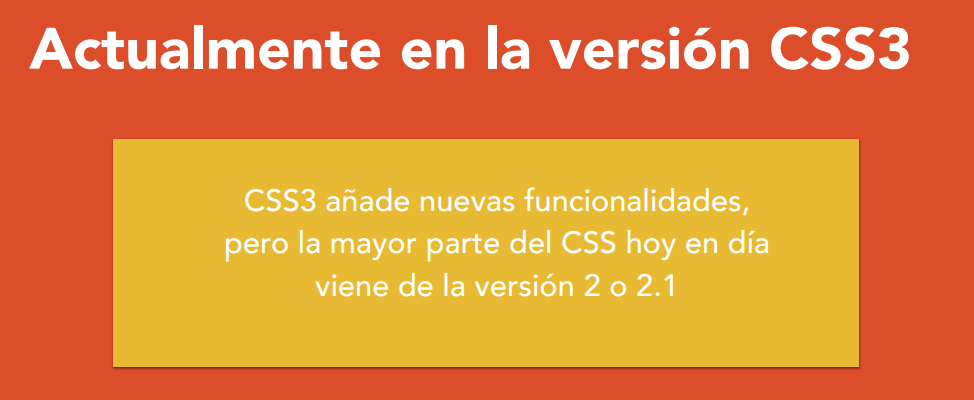 Actualmente en la versión CSS3
CSS3 añade nuevas funcionalidades,
pero la mayor parte del CSS hoy en día
viene de la versión 2 o 2.1